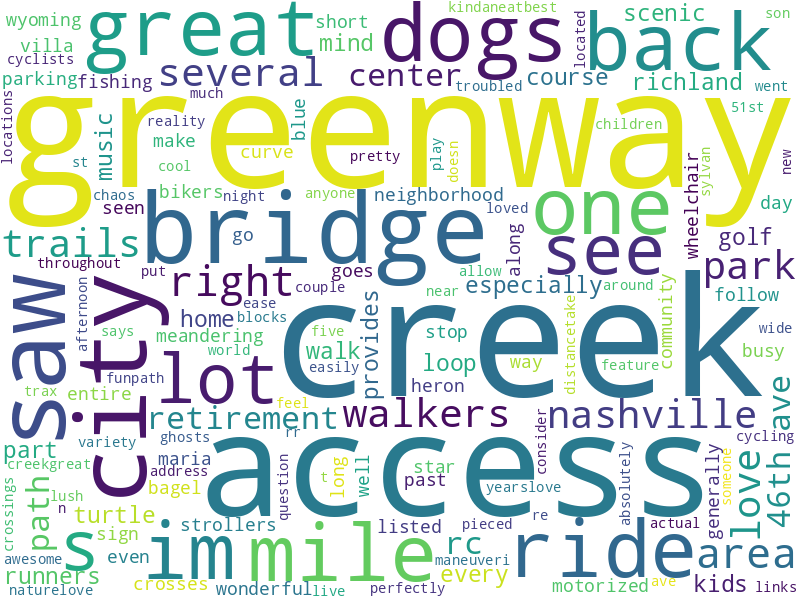 wyoming great short kindaneatbest dogs back scenic son
villa mind located
cyclists several center course richland
parking fishing troubled went
locations much
greenway
music reality blue children 51st
make curve play doesn
st cool pretty sylvan new
chaos bikers night anyone neighborhood one wheelchair day
seen bridge loved
trails go along see golf
throughout right put goes allow park
saw city afternoon couple especially near around follow
home ease provides creek distancetake community
meandering blocks five stop wide
says world walk loop way feature busy
funpath lot easily heron
trax entire feel
retirement walkers nashville
part variety ghosts rr access consider cycling 46th ave
creekgreat maria star love
path address question long well past generally someone
crossings lush bagel t yearslove absolutely
n turtle listed pieced re actual
s sign strollers im mile rc ride area
awesome even maneuveri
runners crosses every motorized ave kids links
naturelove wonderful live perfectly